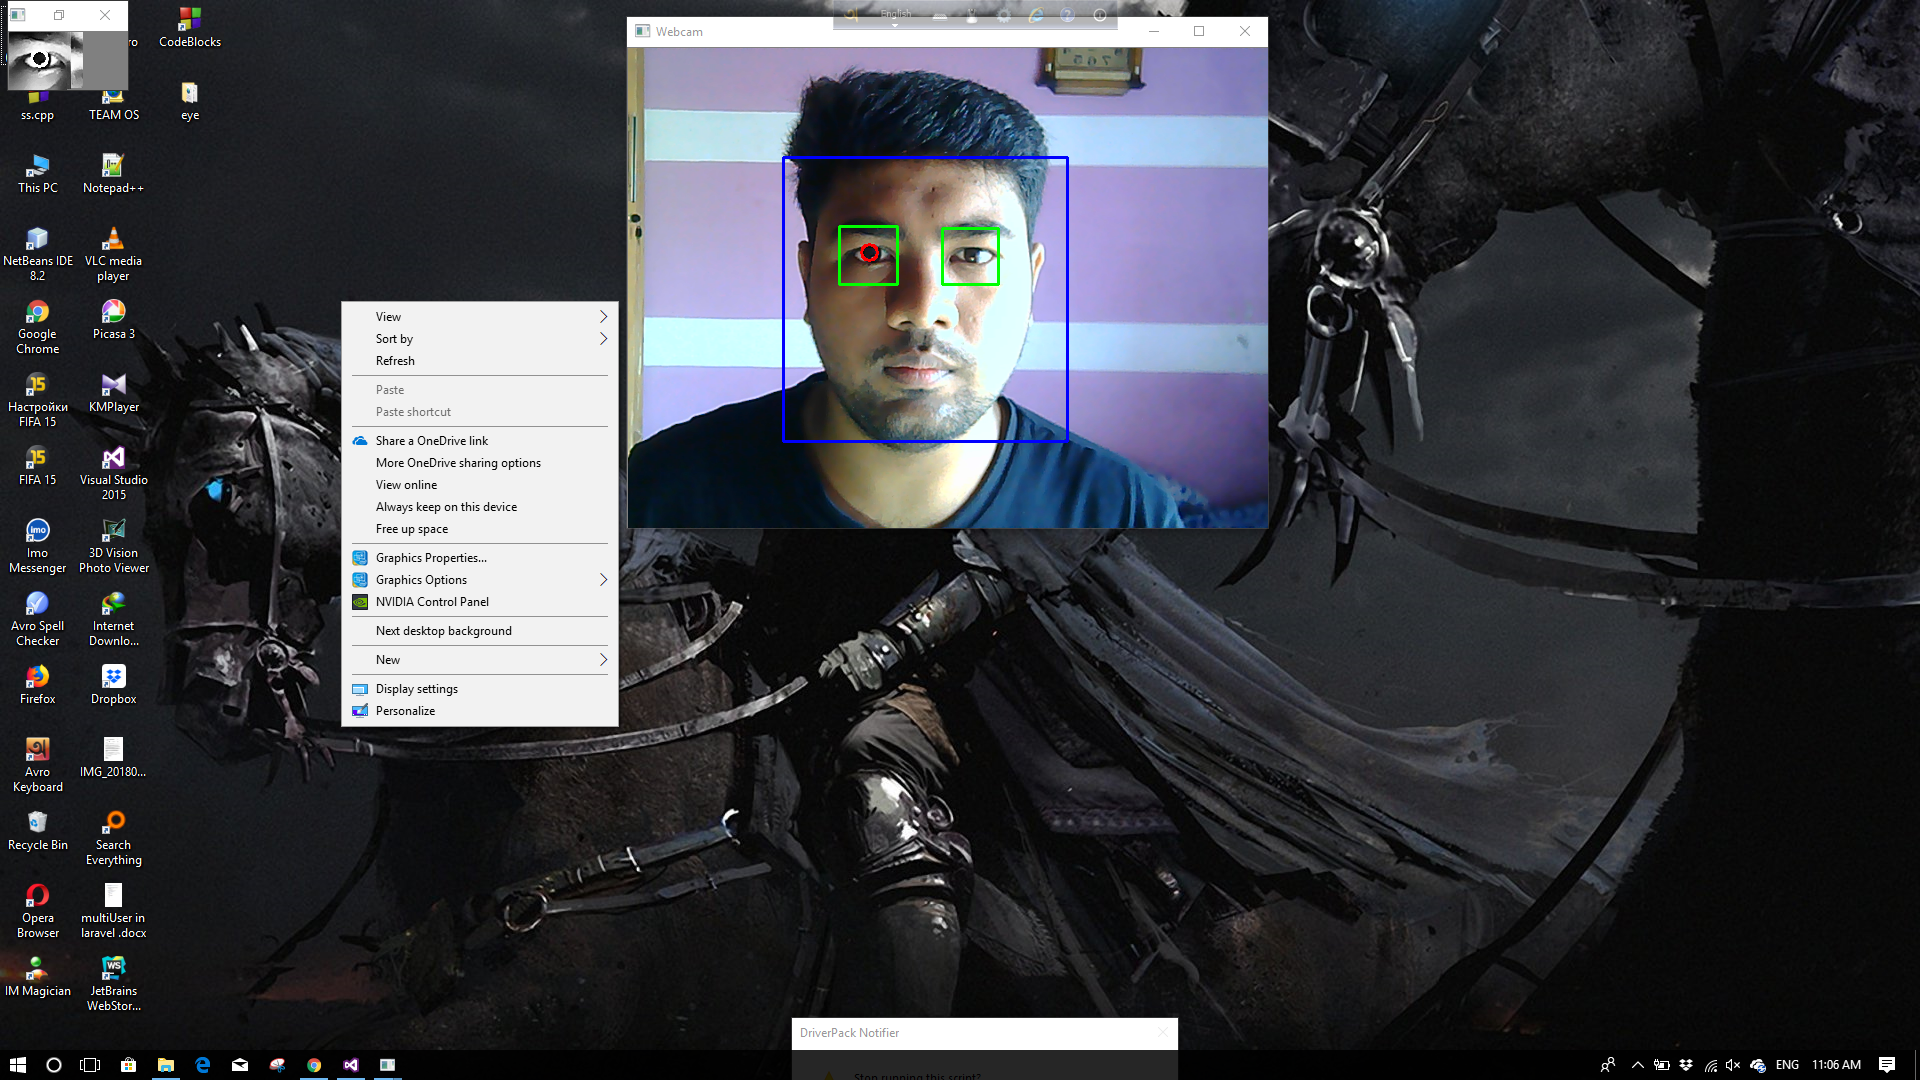 ro
CodeBlocks
ss.cpp
TEAM OS
eye
This PC
Notepad++
NetBeans IDE
8.2
VLC media
player
Google
Chrome
Picasa 3
Настройки
FIFA 15
KMPlayer
FIFA 15
Visual Studio
2015
Imo
Messenger
3D Vision
Photo Viewer
Avro Spell
Checker
Internet
Downlo...
Firefox
Dropbox
Avro
Keyboard
IMG_20180...
Recycle Bin
Search
Everything
Opera
Browser
multiUser in
laravel .docx
IM Magician
JetBrains
WebStor...
View
Sort by
Refresh
Paste
Paste shortcut
Share a OneDrive link
More OneDrive sharing options
View online
Always keep on this device
Free up space
Graphics Properties...
Graphics Options
NVIDIA Control Panel
Next desktop background
New
Display settings
Personalize
English
Webcam
DriverPack Notifier
Stop running this script?
ENG
11:06 AM